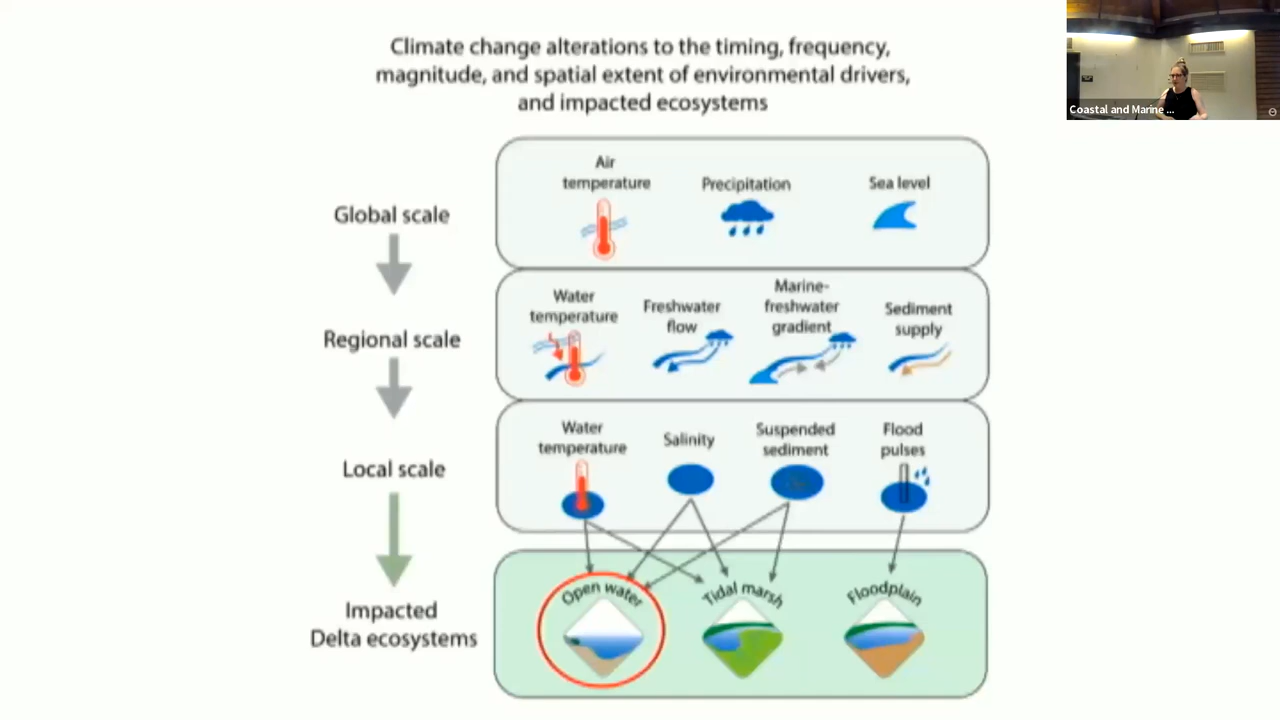 Climate change alterations to the timing, frequency,
magnitude, and spatial extent of environmental drivers,
and impacted ecosystems
Coastal and Marine ...
Global scale
Air
temperature
Precipitation
Sea level
Regional scale
Water
temperature
Freshwater
flow
Marine-
freshwater
gradient
Sediment
supply
Local scale
Water
temperature
Salinity
Suspended
sediment
Flood
pulses
Impacted
Delta ecosystems
Open water
Tidal marsh
Floodplain